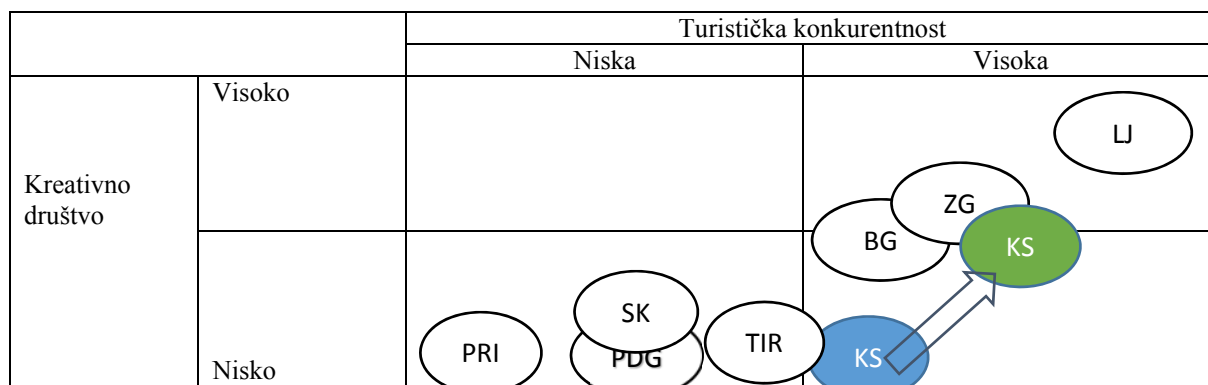 Turistička konkurentnost
Niska
Visoka
Kreativno
društvo
Visoko
LJ
ZG
BG
KS
Nisko
SK
PRI
PDG
TIR
KS